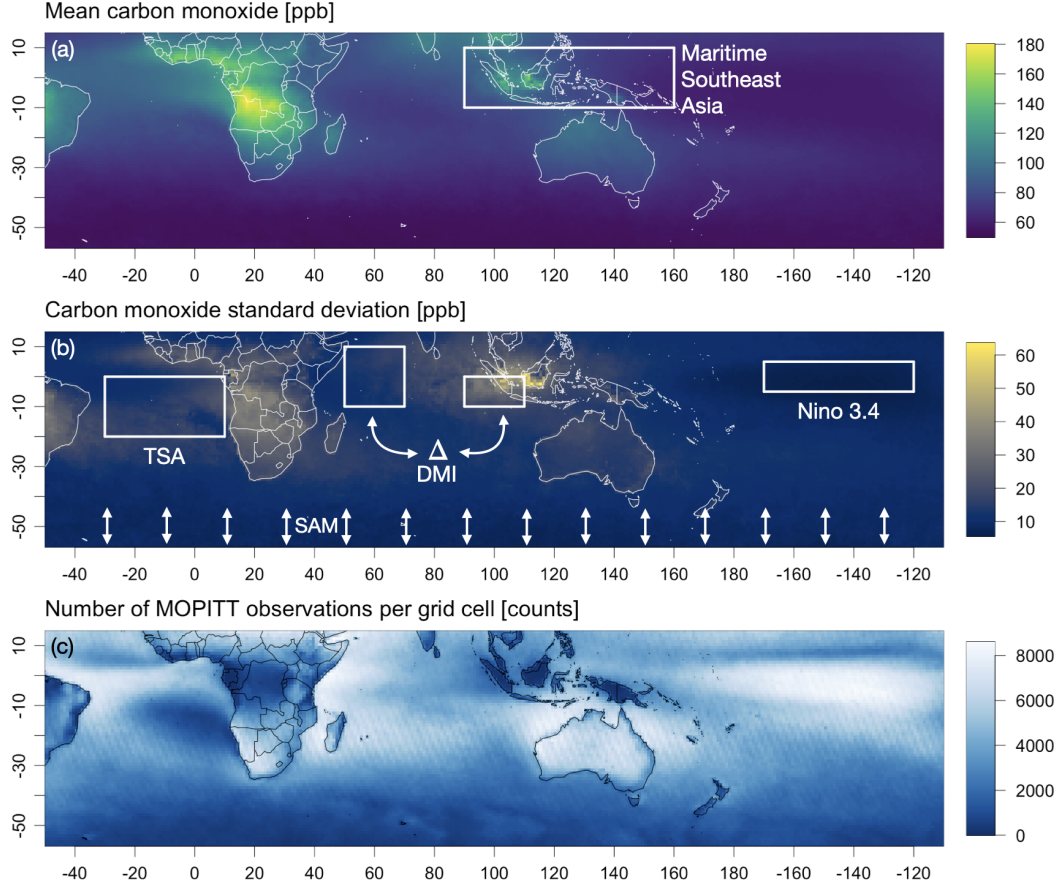 Mean carbon monoxide [ppb]
(a)
Maritime
Southeast
Asia
10
-10
-30
-50
-40 -20 0 20 40 60 80 100 120 140 160 180 -160 -140 -120
180
160
140
120
100
80
60
Carbon monoxide standard deviation [ppb]
(b)
TSA
Δ
DMI
Nino 3.4
SAM
10
-10
-30
-50
-40 -20 0 20 40 60 80 100 120 140 160 180 -160 -140 -120
60
50
40
30
20
10
Number of MOPITT observations per grid cell [counts]
(c)
10
-10
-30
-50
-40 -20 0 20 40 60 80 100 120 140 160 180 -160 -140 -120
8000
6000
4000
2000
0